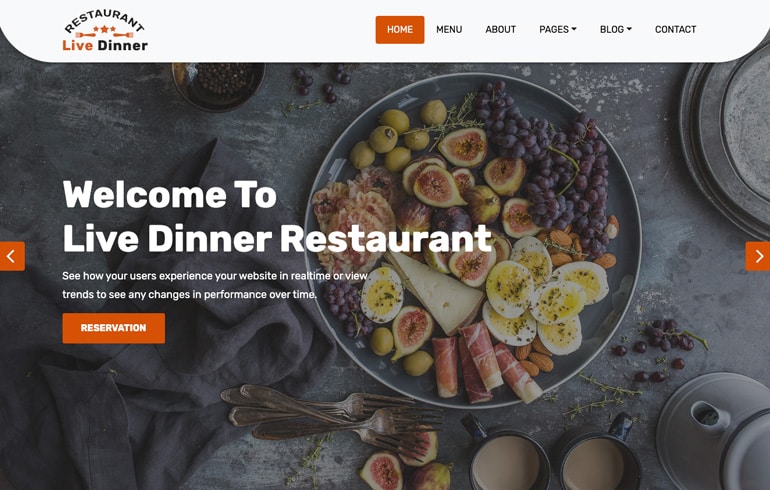 RESTAURANT
Live Dinner
HOME MENU ABOUT PAGES BLOG CONTACT
Welcome To
Live Dinner Restaurant
See how your users experience your website in realtime or view
trends to see any changes in performance over time.
RESERVATION